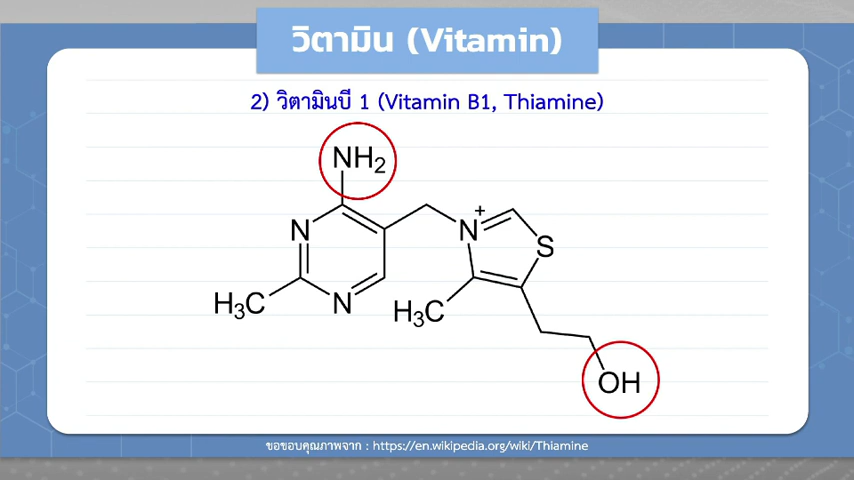 วิตามิน (Vitamin)
2) วิตามินบี 1 (Vitamin B1, Thiamine)
NH2
N
N
+
S
H3C
N
H3C
OH
ขอขอบคุณภาพจาก : https://en.wikipedia.org/wiki/Thiamine